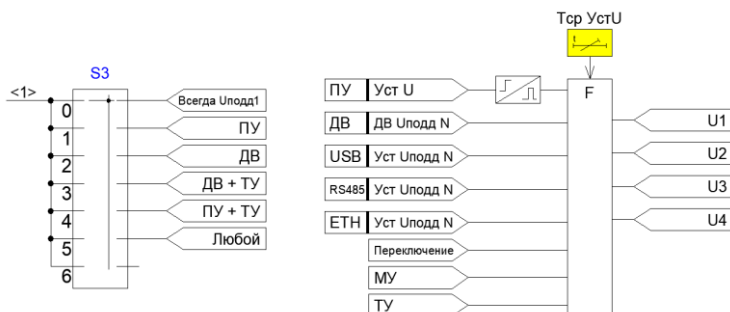 Тср УстU
t
S3
<1>
0
1
2
3
4
5
6
Всегда Uподд1
ПУ
ДВ
ДВ + ТУ
ПУ + ТУ
Любой
ПУ Уст U
ДВ ДВ Uподд N
USB Уст Uподд N
RS485 Уст Uподд N
ETH Уст Uподд N
Переключение
МУ
ТУ
F
U1
U2
U3
U4